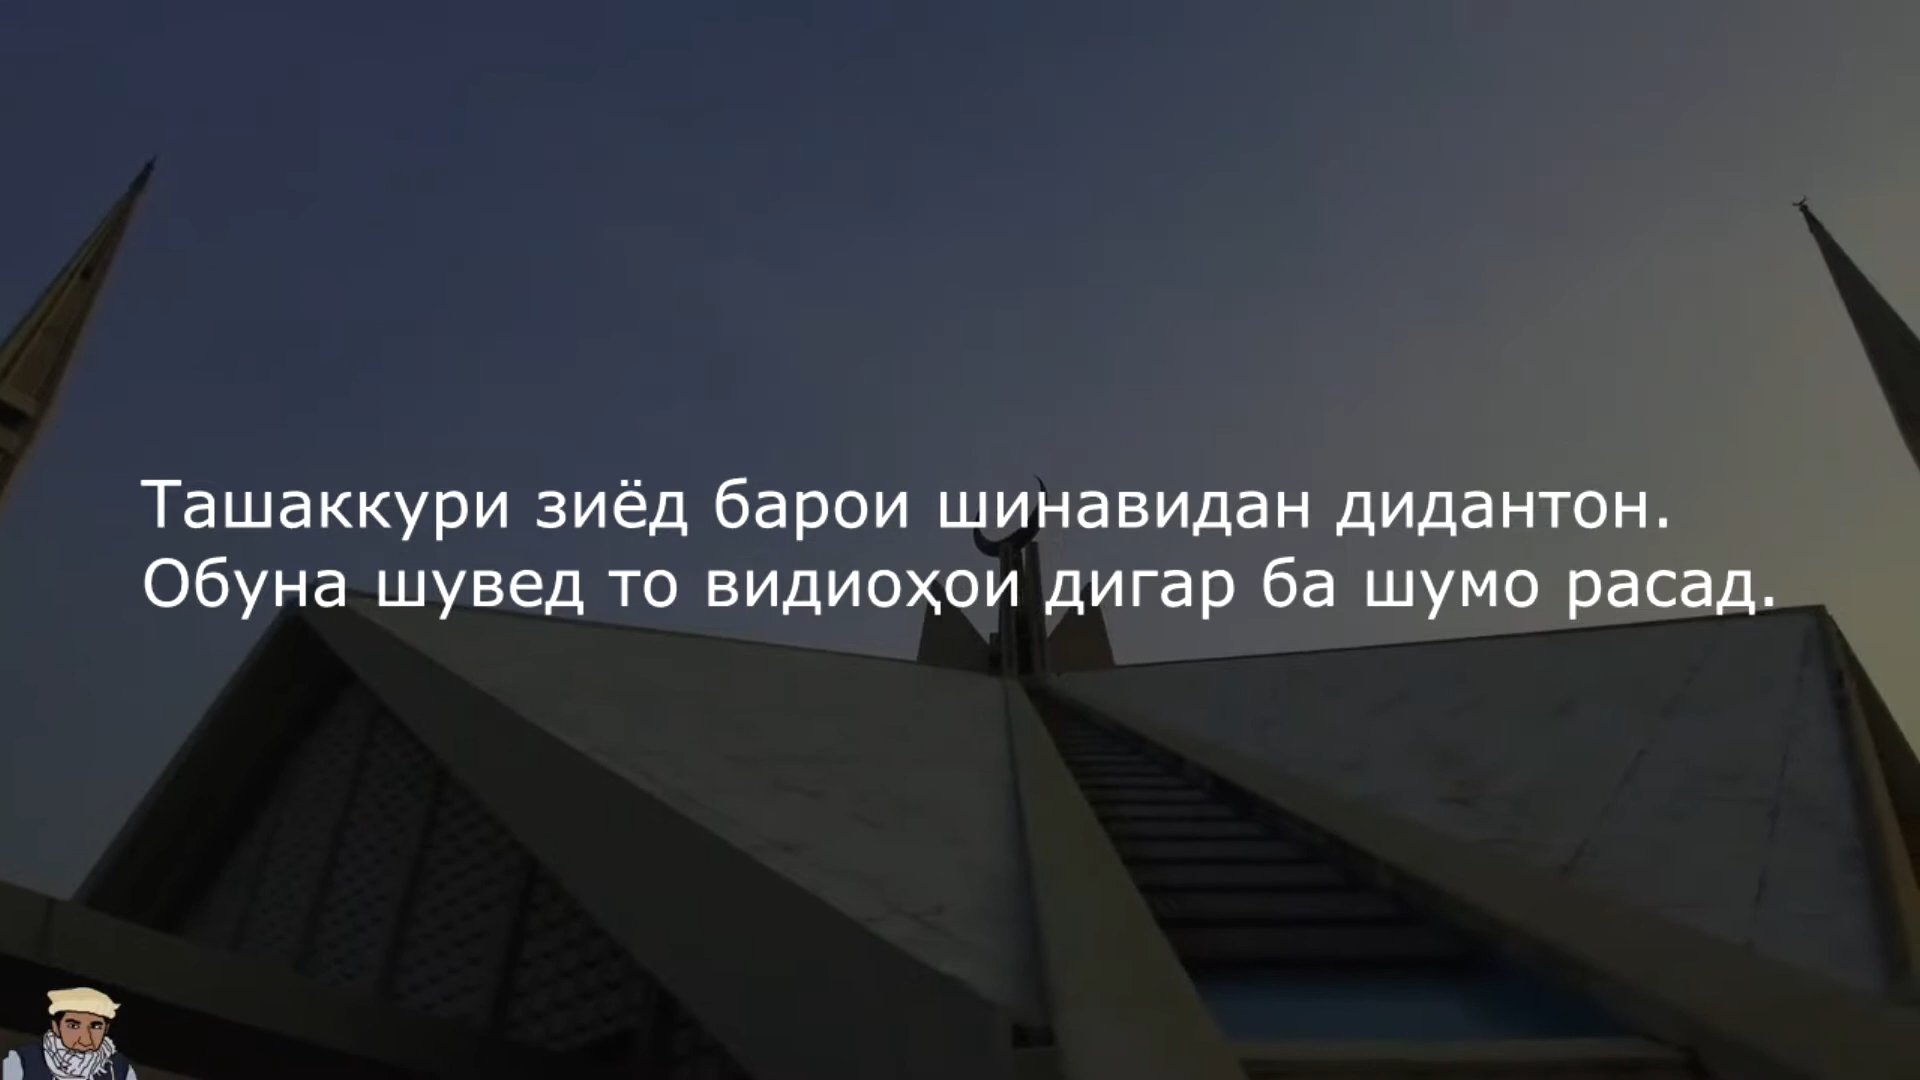 Ташаккури зиёд барои шинавидан дидантон.
Обуна шувед то видиоҳои дигар ба шумо расад.